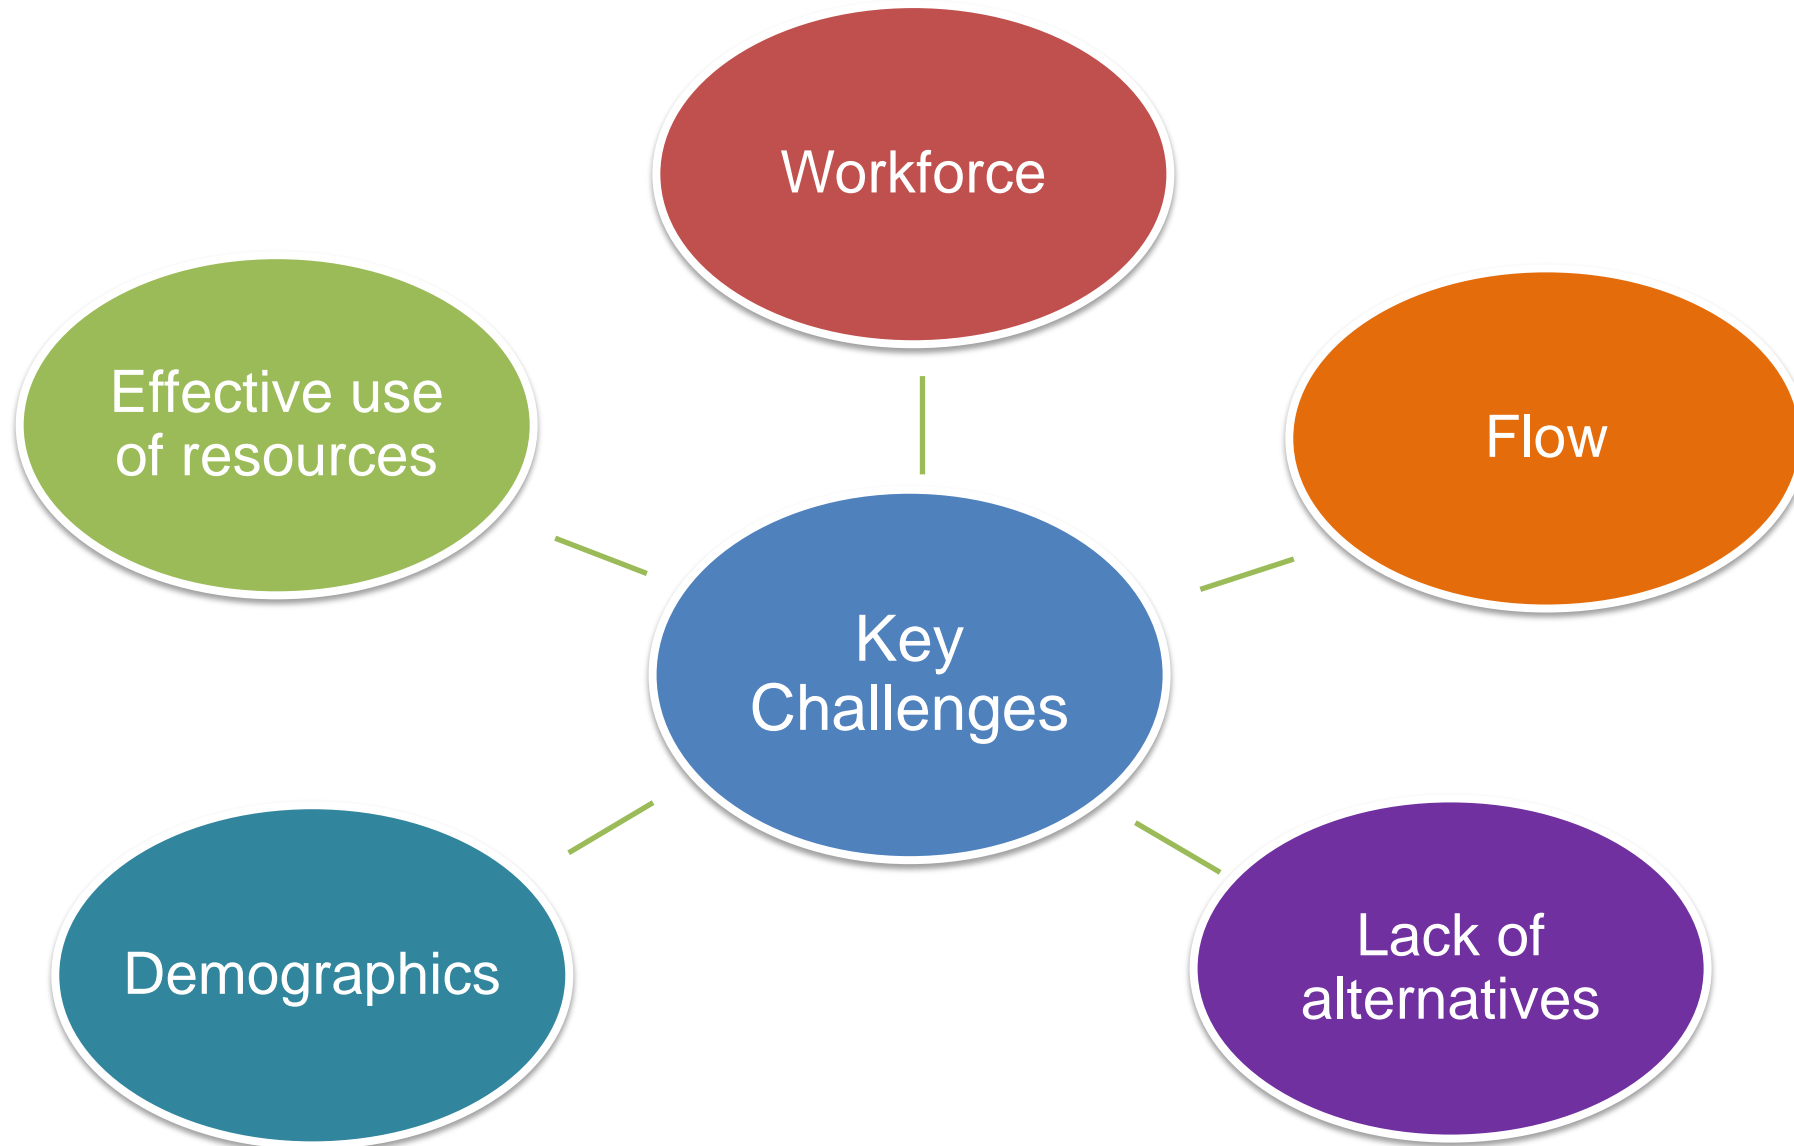 Workforce
Effective use
of resources
Flow
Key
Challenges
Demographics
Lack of
alternatives